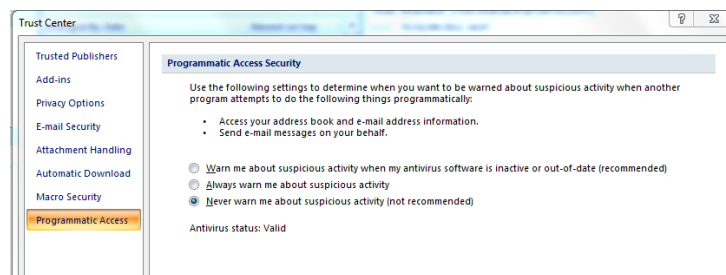 Trust Center
Trusted Publishers
Add-ins
Privacy Options
E-mail Security
Attachment Handling
Automatic Download
Macro Security
Programmatic Access
Programmatic Access Security
Use the following settings to determine when you want to be warned about suspicious activity when another
program attempts to do the following things programmatically:
• Access your address book and e-mail address information.
• Send e-mail messages on your behalf.
Warn me about suspicious activity when my antivirus software is inactive or out-of-date (recommended)
Always warn me about suspicious activity
Never warn me about suspicious activity (not recommended)
Antivirus status: Valid